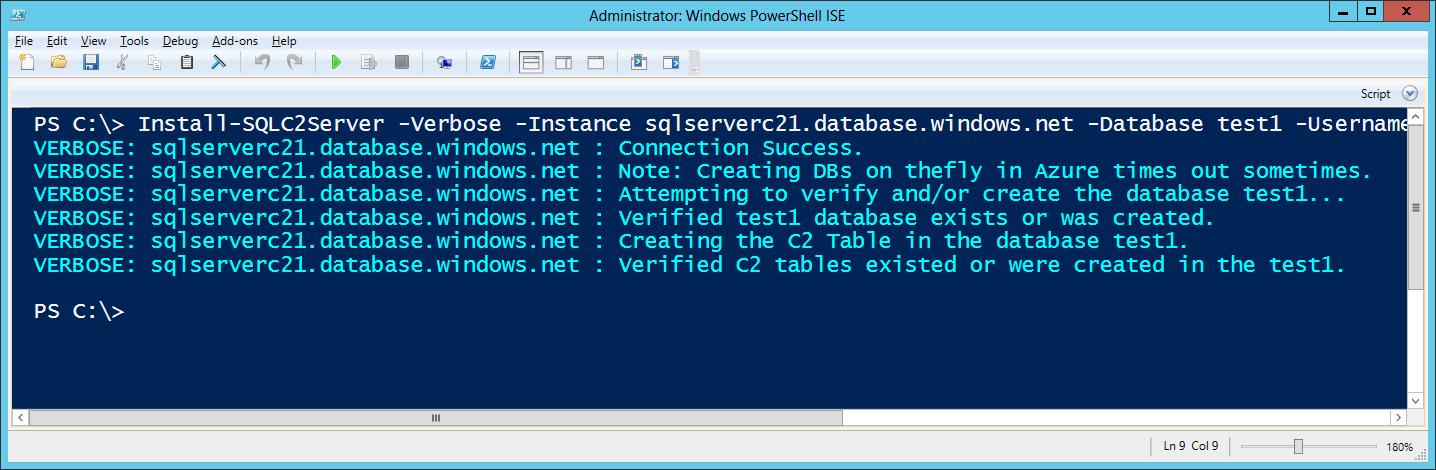 Administrator: Windows PowerShell ISE
File Edit View Tools Debug Add-ons Help
Script
PS C:\> Install-SQLC2Server -Verbose -Instance sqlserverc21.database.windows.net -Database test1 -Username
VERBOSE: sqlserverc21.database.windows.net : Connection Success.
VERBOSE: sqlserverc21.database.windows.net : Note: Creating DBs on thefly in Azure times out sometimes.
VERBOSE: sqlserverc21.database.windows.net : Attempting to verify and/or create the database test1...
VERBOSE: sqlserverc21.database.windows.net : Verified test1 database exists or was created.
VERBOSE: sqlserverc21.database.windows.net : Creating the C2 Table in the database test1.
VERBOSE: sqlserverc21.database.windows.net : Verified C2 tables existed or were created in the test1.
PS C:\>
Ln 9 Col 9 180%